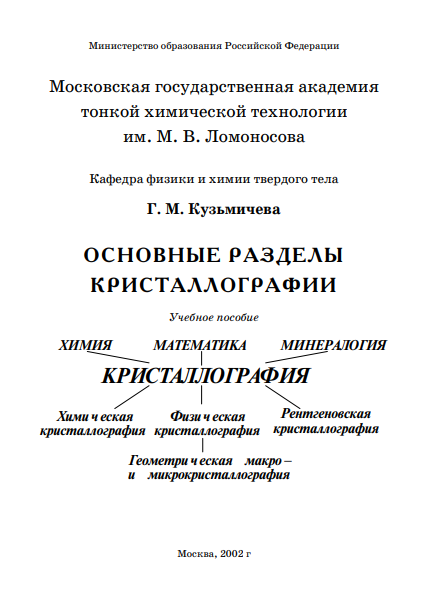 Министерство образования Российской Федерации
Московская государственная академия
тонкой химической технологии
им. М. В. Ломоносова
Кафедра физики и химии твердого тела
Г. М. Кузьмичева
ОСНОВНЫЕ РАЗДЕЛЫ
КРИСТАЛЛОГРАФИИ
Учебное пособие
ХИМИЯ МАТЕМАТИКА МИНЕРАЛОГИЯ
КРИСТАЛЛОГРАФИЯ
Химическая Физическая Рентгеновская
кристаллография кристаллография кристаллография
Геометрическая макро –
и микрокристаллография
Москва, 2002 г